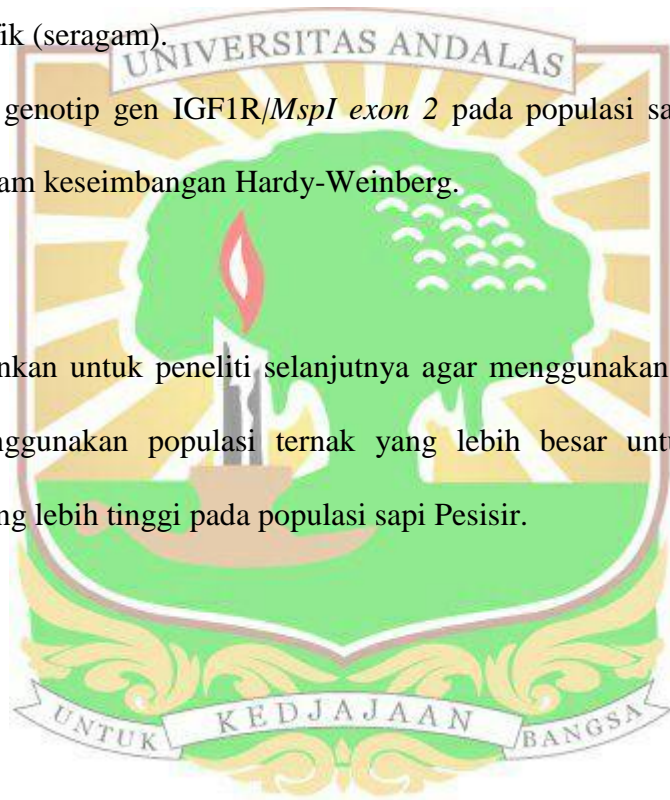 ik (seragam).
UNIVERSITAS ANDALAS
genotip gen IGF1R/MspI exon 2 pada populasi sa
am keseimbangan Hardy-Weinberg.
nkan untuk peneliti selanjutnya agar menggunakan
nggunakan populasi ternak yang lebih besar untu
ng lebih tinggi pada populasi sapi Pesisir.
UNTUK KEDJAJAAN BANGSA